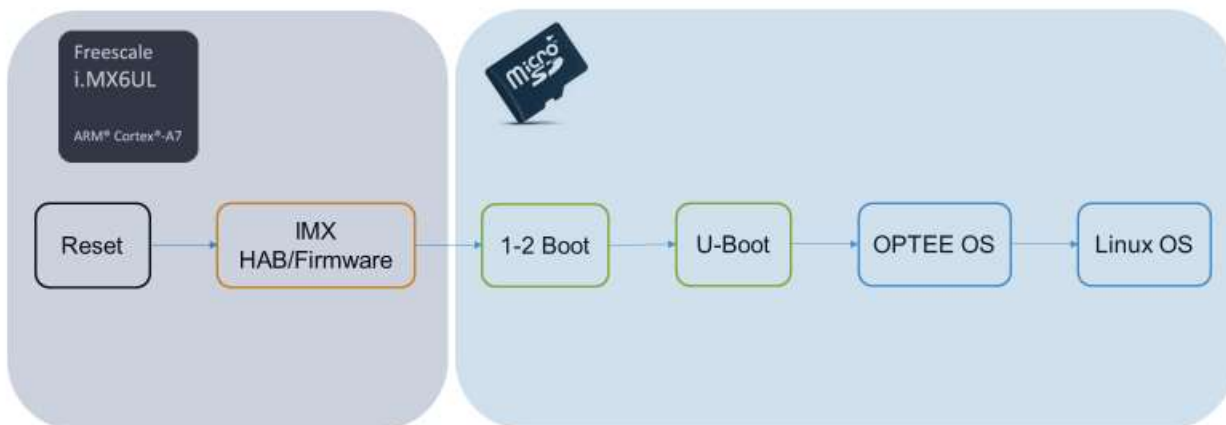 Freescale
i.MX6UL
ARM® Cortex®-A7
micro
SD
Reset
IMX
HAB/Firmware
1-2 Boot
U-Boot
OPTEE OS
Linux OS